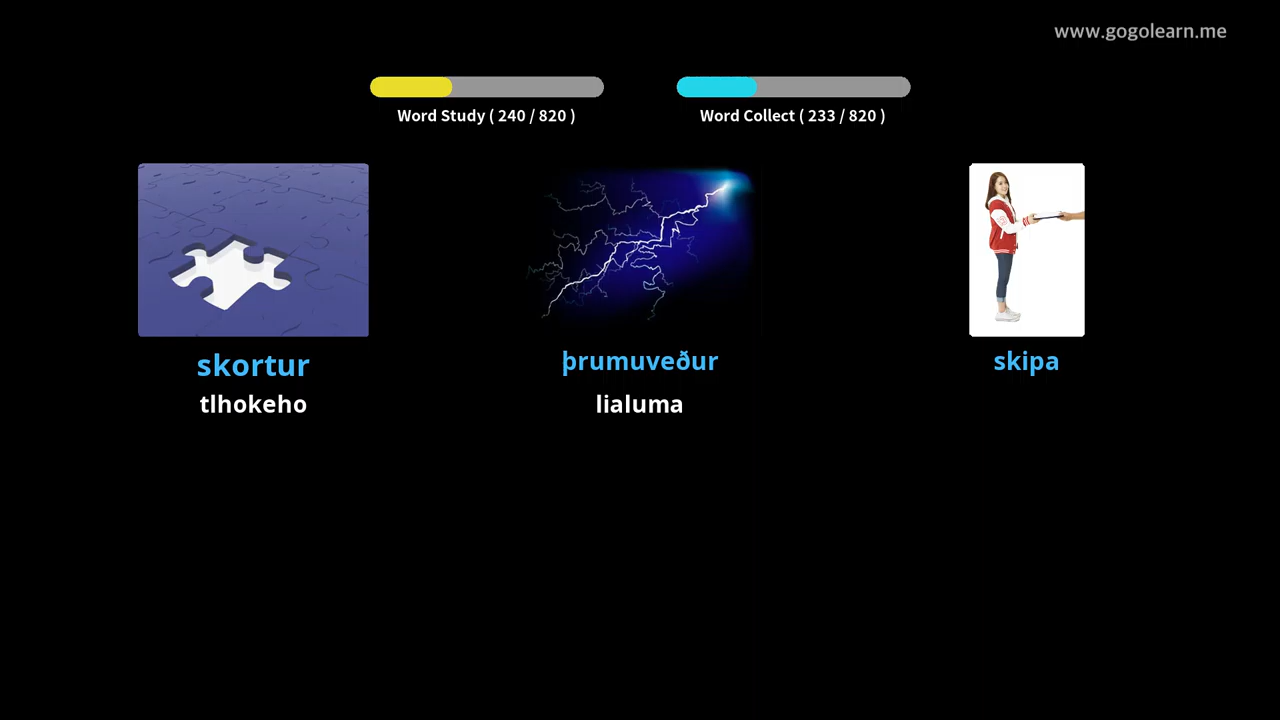 www.gogolearn.me
Word Study ( 240 / 820 )
Word Collect ( 233 / 820 )
skortur
þrumuveður
skipa
tlhokeho
lialuma